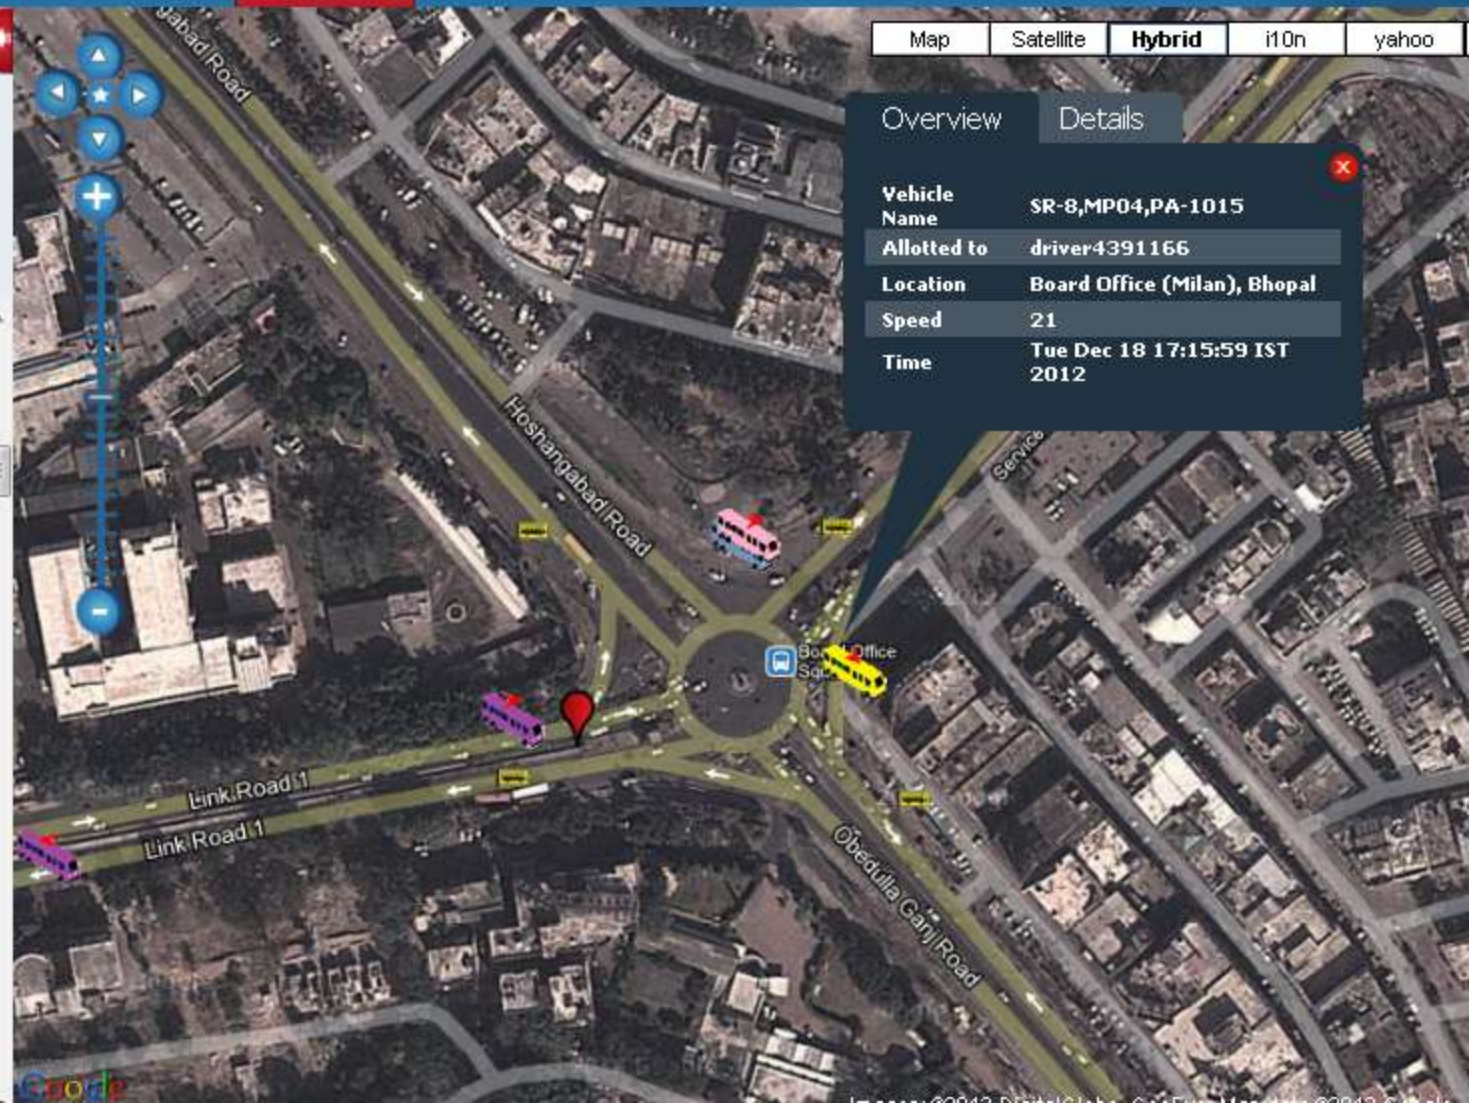 Map
Satellite
Hybrid
i10n
yahoo
Overview
Details
Vehicle
Name
SR-8,MP04,PA-1015
Allotted to
driver4391166
Location
Board Office (Milan), Bhopal
Speed
21
Time
Tue Dec 18 17:15:59 IST
2012
gabad Road
Hoshangabad Road
Service
Office
Link Road 1
Link Road 1
Obedulla Ganj Road
Google